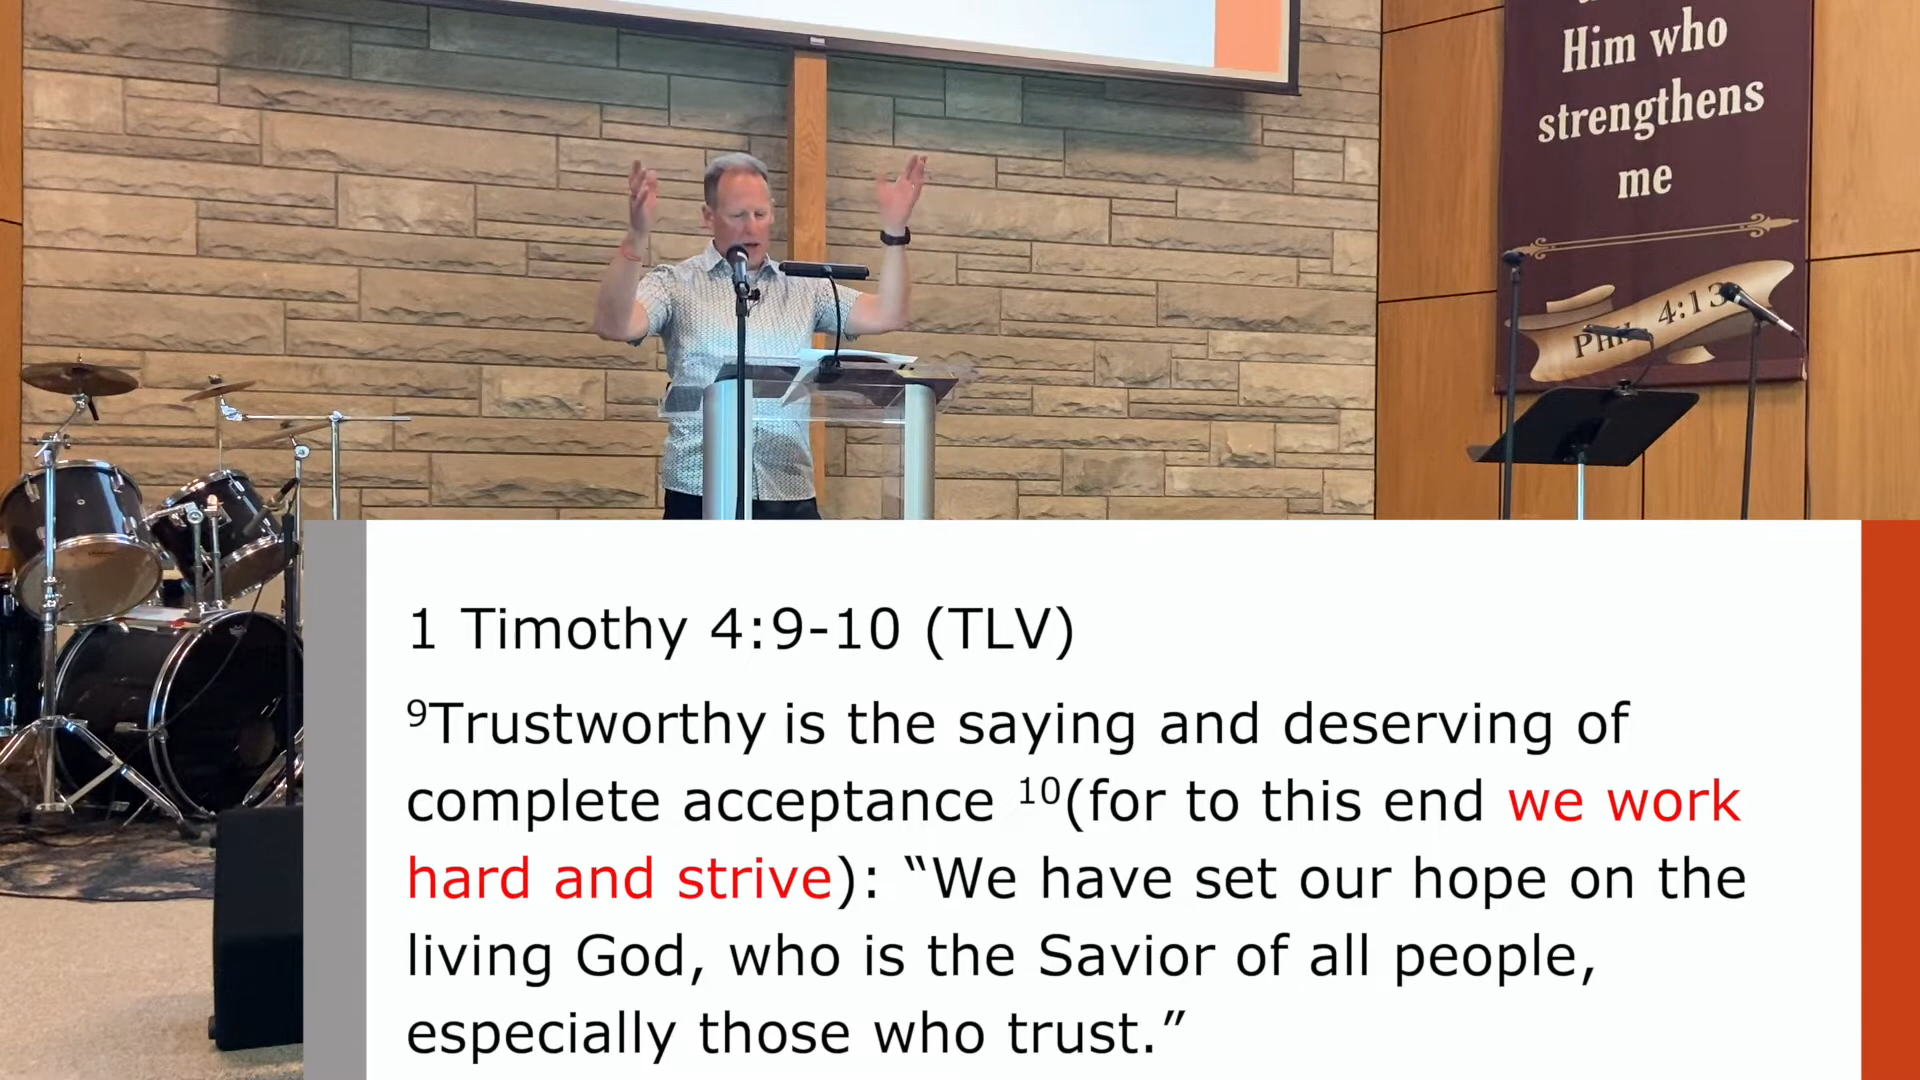 Him who
strengthens
me
Phil 4:13
1 Timothy 4:9-10 (TLV)
⁹Trustworthy is the saying and deserving of
complete acceptance ¹⁰(for to this end we work
hard and strive): “We have set our hope on the
living God, who is the Savior of all people,
especially those who trust.”